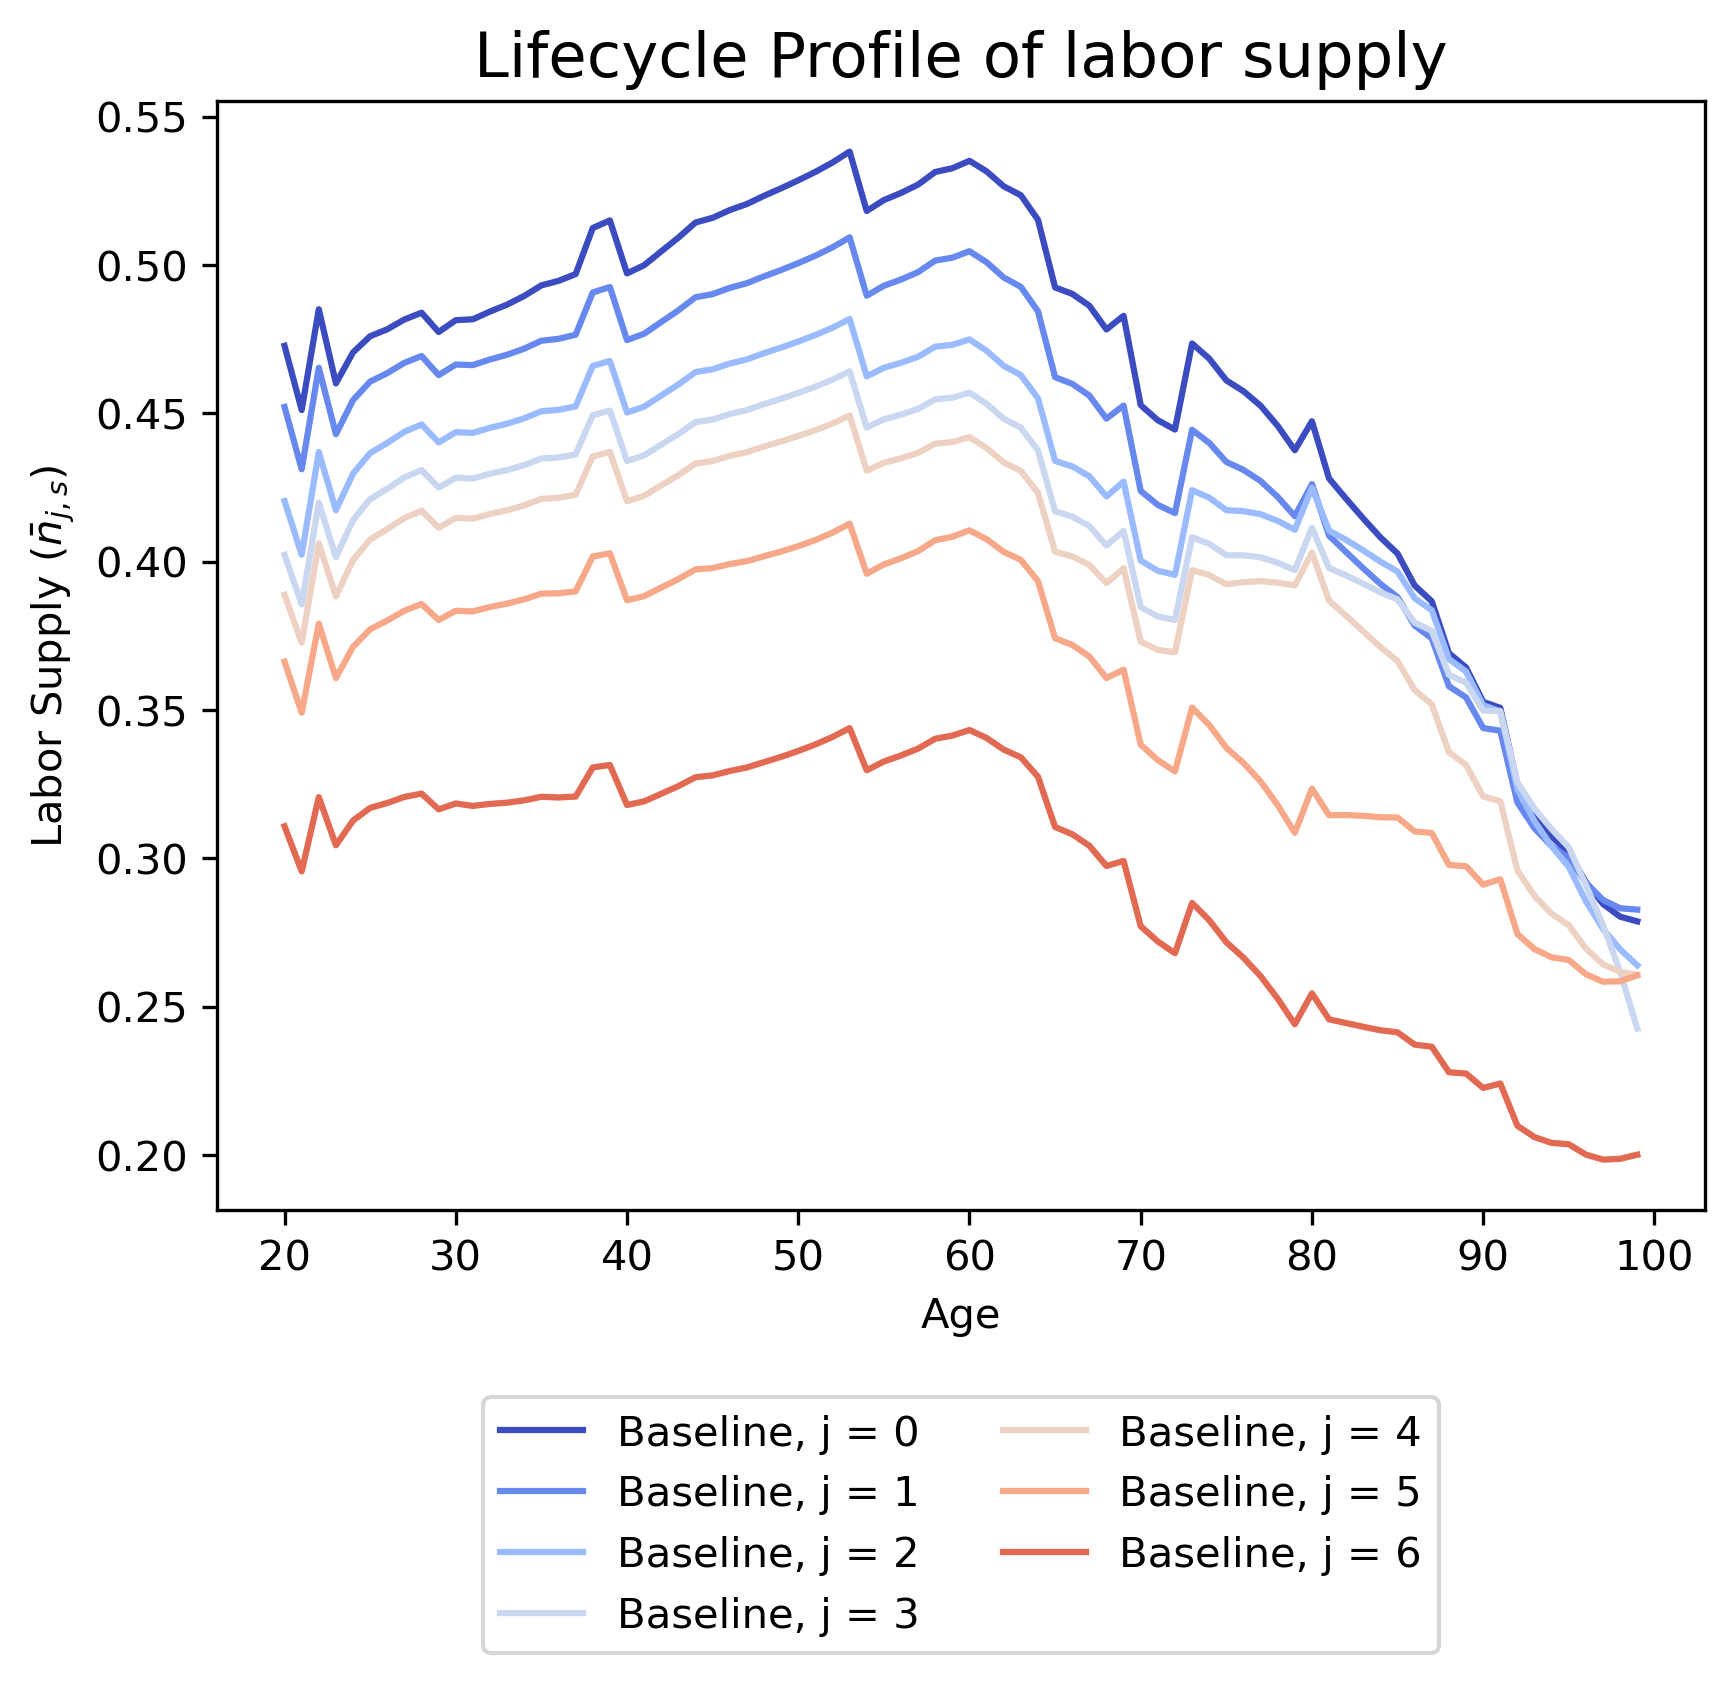 Lifecycle Profile of labor supply
Labor Supply (n̄_{j,s})
0.55
0.50
0.45
0.40
0.35
0.30
0.25
0.20
20 30 40 50 60 70 80 90 100
Age
Baseline, j = 0
Baseline, j = 1
Baseline, j = 2
Baseline, j = 3
Baseline, j = 4
Baseline, j = 5
Baseline, j = 6